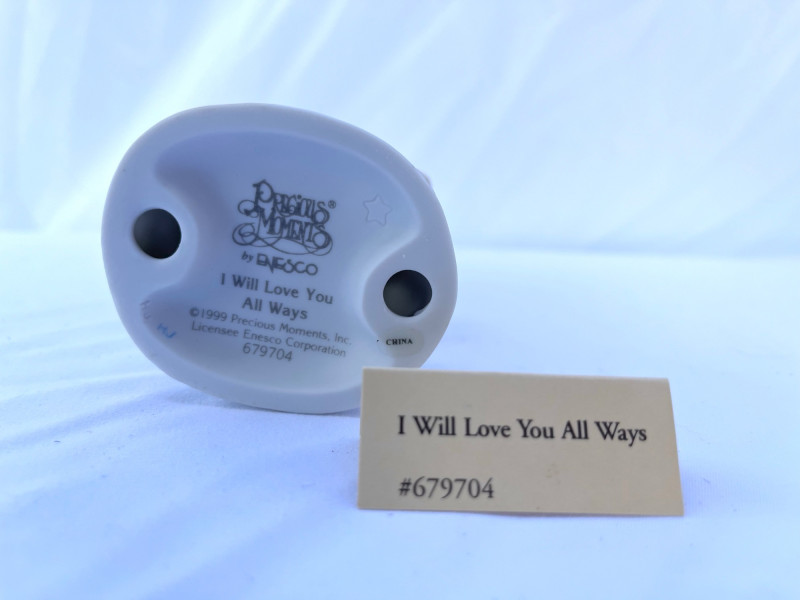 PRECIOUS®
MOMENTS
by ENESCO
I Will Love You
All Ways
©1999 Precious Moments, Inc.
Licensee Enesco Corporation
679704
CHINA
I Will Love You All Ways
#679704